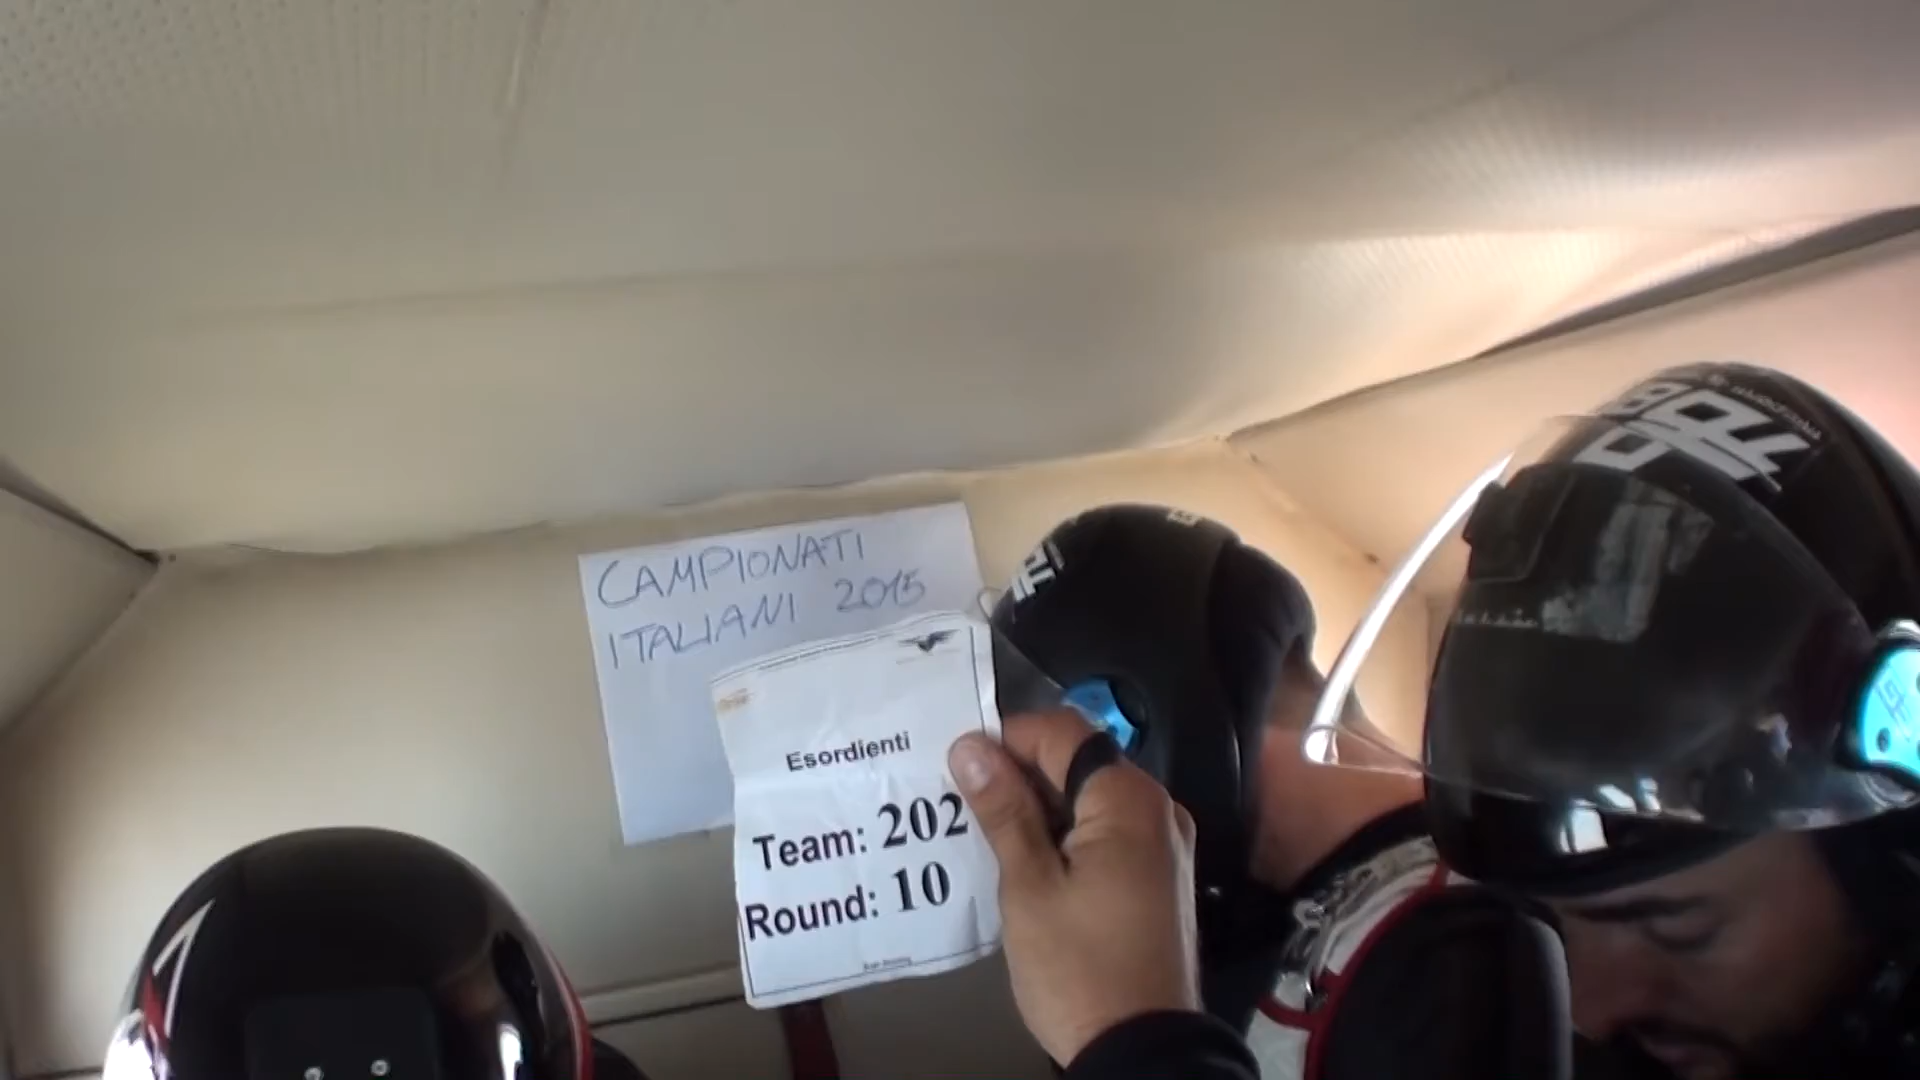 CAMPIONATI
ITALIANI 2015
Esordienti
Team: 202
Round: 10